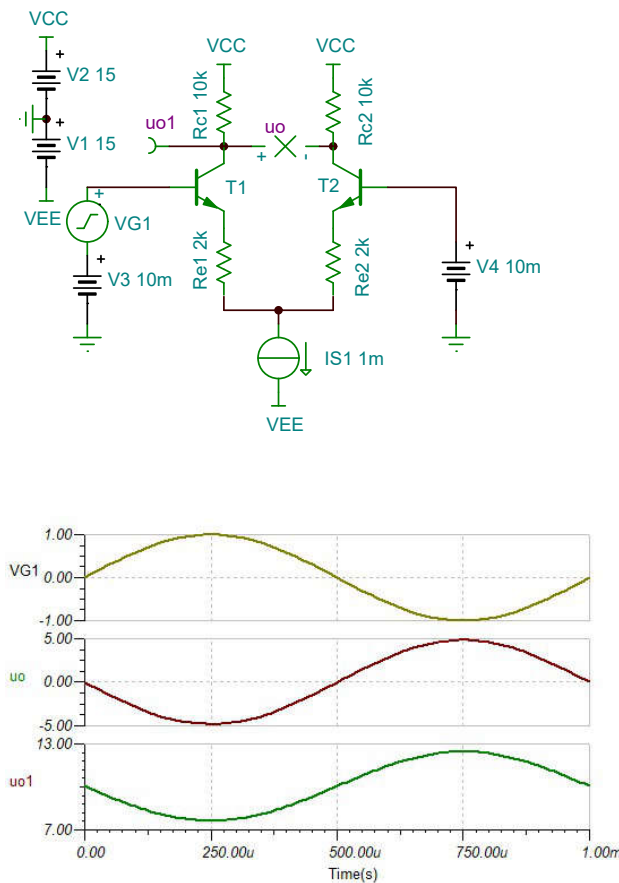 VCC
V2 15
V1 15
VEE
VCC
VCC
Rc1 10k
Rc2 10k
uo1
uo
T1
T2
VG1
V3 10m
Re1 2k
Re2 2k
V4 10m
IS1 1m
VEE
1.00
VG1
0.00
-1.00
5.00
uo
0.00
-5.00
13.00
uo1
7.00
0.00 250.00u 500.00u 750.00u 1.00m
Time(s)